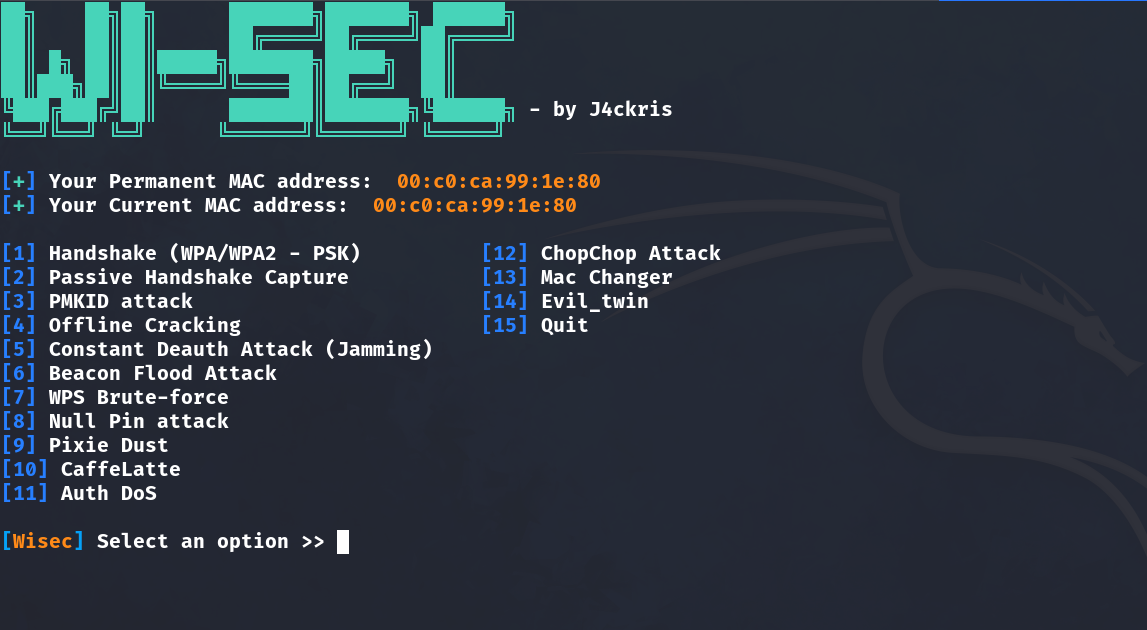 WI-SEC - by J4ckris
[+] Your Permanent MAC address:  00:c0:ca:99:1e:80
[+] Your Current MAC address:  00:c0:ca:99:1e:80
[1] Handshake (WPA/WPA2 - PSK)          [12] ChopChop Attack
[2] Passive Handshake Capture           [13] Mac Changer
[3] PMKID attack                        [14] Evil_twin
[4] Offline Cracking                    [15] Quit
[5] Constant Deauth Attack (Jamming)
[6] Beacon Flood Attack
[7] WPS Brute-force
[8] Null Pin attack
[9] Pixie Dust
[10] CaffeLatte
[11] Auth DoS
[Wisec] Select an option >>